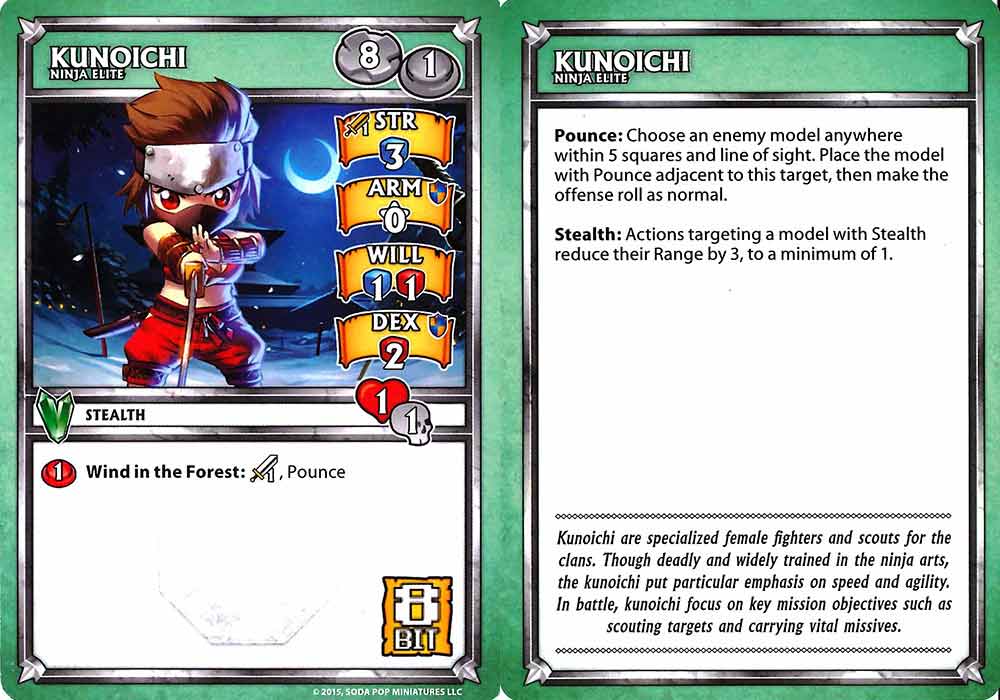 KUNOICHI
NINJA ELITE
8
1
1 STR
3
ARM
0
WILL
1 1
DEX
2
1
1
STEALTH
1 Wind in the Forest: 1, Pounce
8
BIT
© 2015, SODA POP MINIATURES LLC
KUNOICHI
NINJA ELITE
Pounce: Choose an enemy model anywhere
within 5 squares and line of sight. Place the model
with Pounce adjacent to this target, then make the
offense roll as normal.
Stealth: Actions targeting a model with Stealth
reduce their Range by 3, to a minimum of 1.
Kunoichi are specialized female fighters and scouts for the
clans. Though deadly and widely trained in the ninja arts,
the kunoichi put particular emphasis on speed and agility.
In battle, kunoichi focus on key mission objectives such as
scouting targets and carrying vital missives.